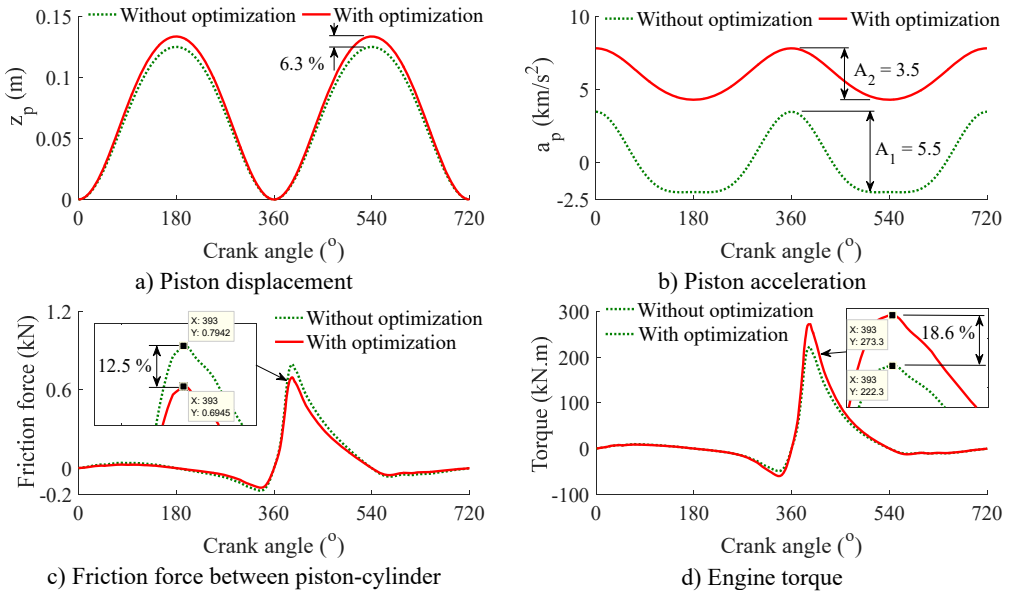 Without optimization
With optimization
0.15
0.1
0.05
0
z_p (m)
6.3 %
0
180
360
540
720
Crank angle (°)
a) Piston displacement
Without optimization
With optimization
10
5
0
-2.5
a_p (km/s²)
A_2 = 3.5
A_1 = 5.5
0
180
360
540
720
Crank angle (°)
b) Piston acceleration
1.2
0.6
0
-0.2
Friction force (kN)
Without optimization
With optimization
X: 393
Y: 0.7942
12.5 %
X: 393
Y: 0.6945
0
180
360
540
720
Crank angle (°)
c) Friction force between piston-cylinder
Without optimization
With optimization
300
200
100
0
-100
Torque (kN.m)
X: 393
Y: 273.3
18.6 %
X: 393
Y: 222.3
0
180
360
540
720
Crank angle (°)
d) Engine torque